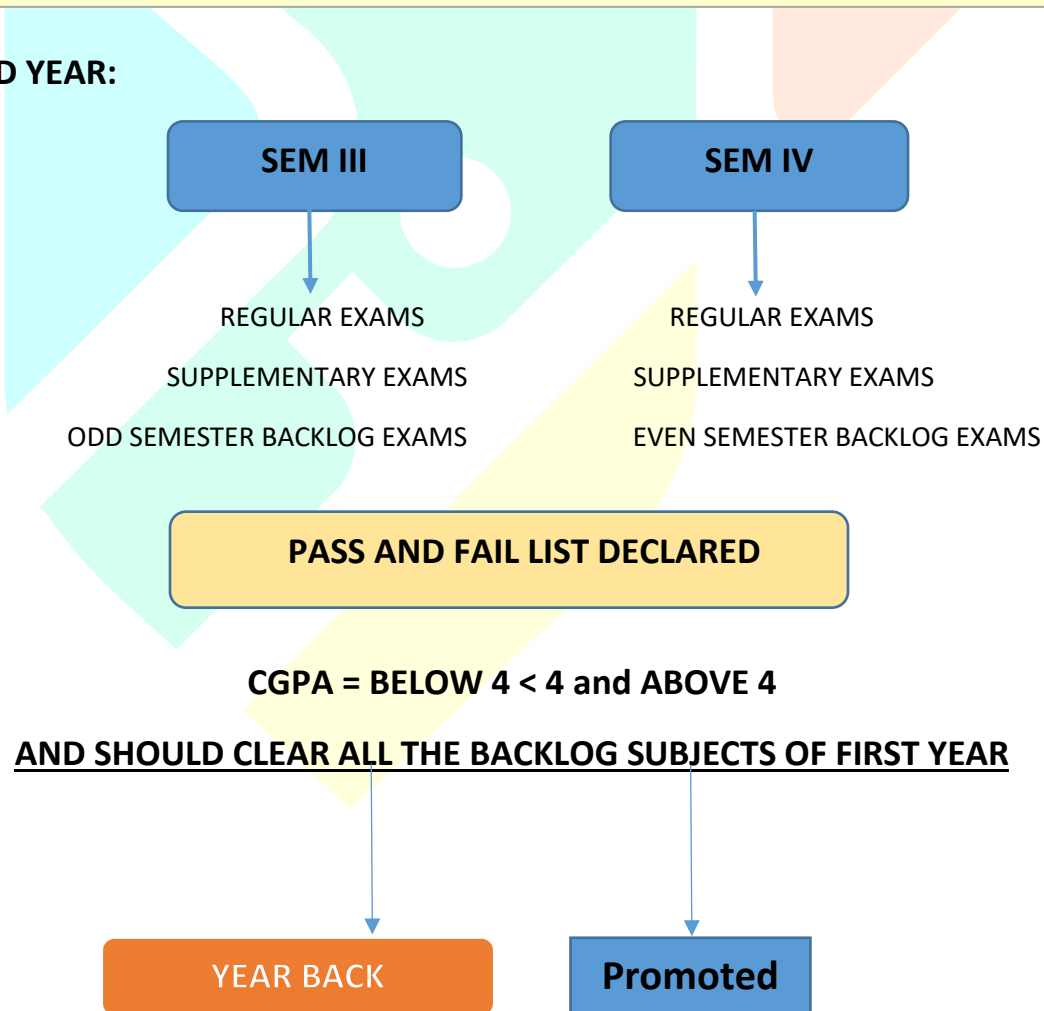 D YEAR:
SEM III SEM IV
REGULAR EXAMS REGULAR EXAMS
SUPPLEMENTARY EXAMS SUPPLEMENTARY EXAMS
ODD SEMESTER BACKLOG EXAMS EVEN SEMESTER BACKLOG EXAMS
PASS AND FAIL LIST DECLARED
CGPA = BELOW 4 < 4 and ABOVE 4
AND SHOULD CLEAR ALL THE BACKLOG SUBJECTS OF FIRST YEAR
YEAR BACK Promoted